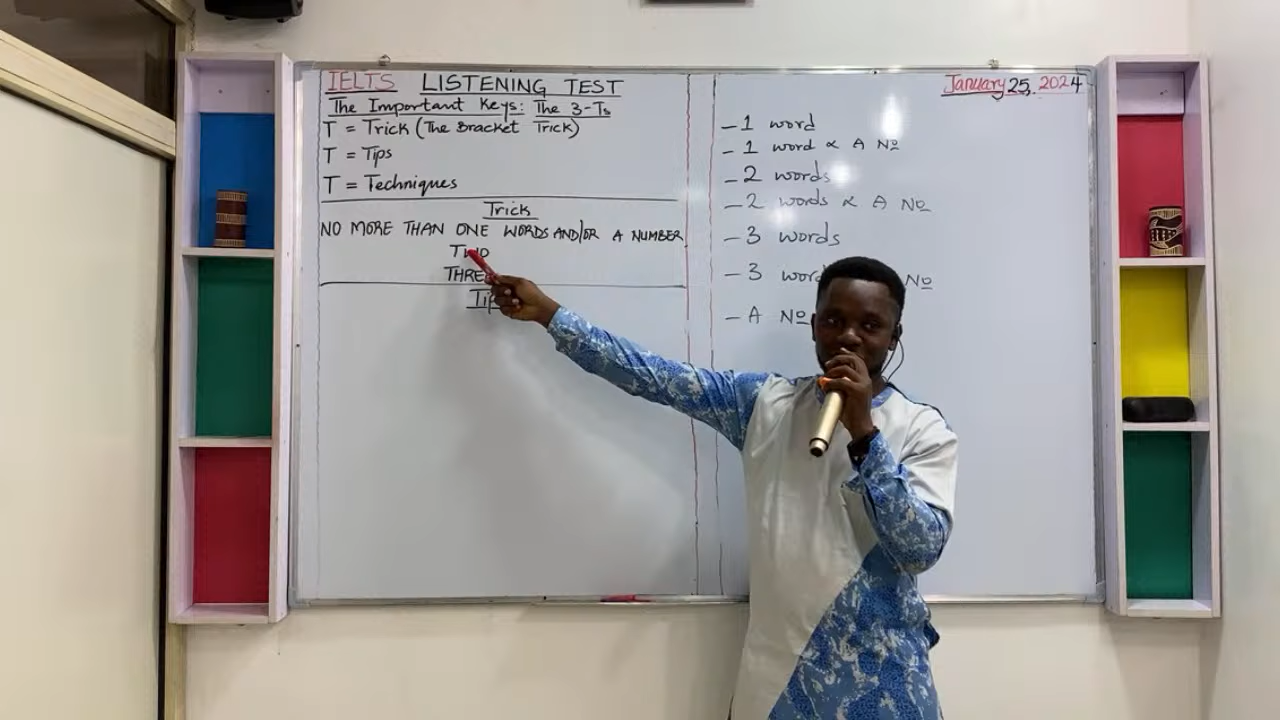 IELTS LISTENING TEST
The Important Keys: The 3-Ts
T = Trick (The Bracket Trick)
T = Tips
T = Techniques
Trick
NO MORE THAN ONE WORDS AND/OR A NUMBER
TWO
THREE
January 25, 2024
- 1 word
- 1 word & A No
- 2 words
- 2 words & A No
- 3 words
- 3 No
- A No